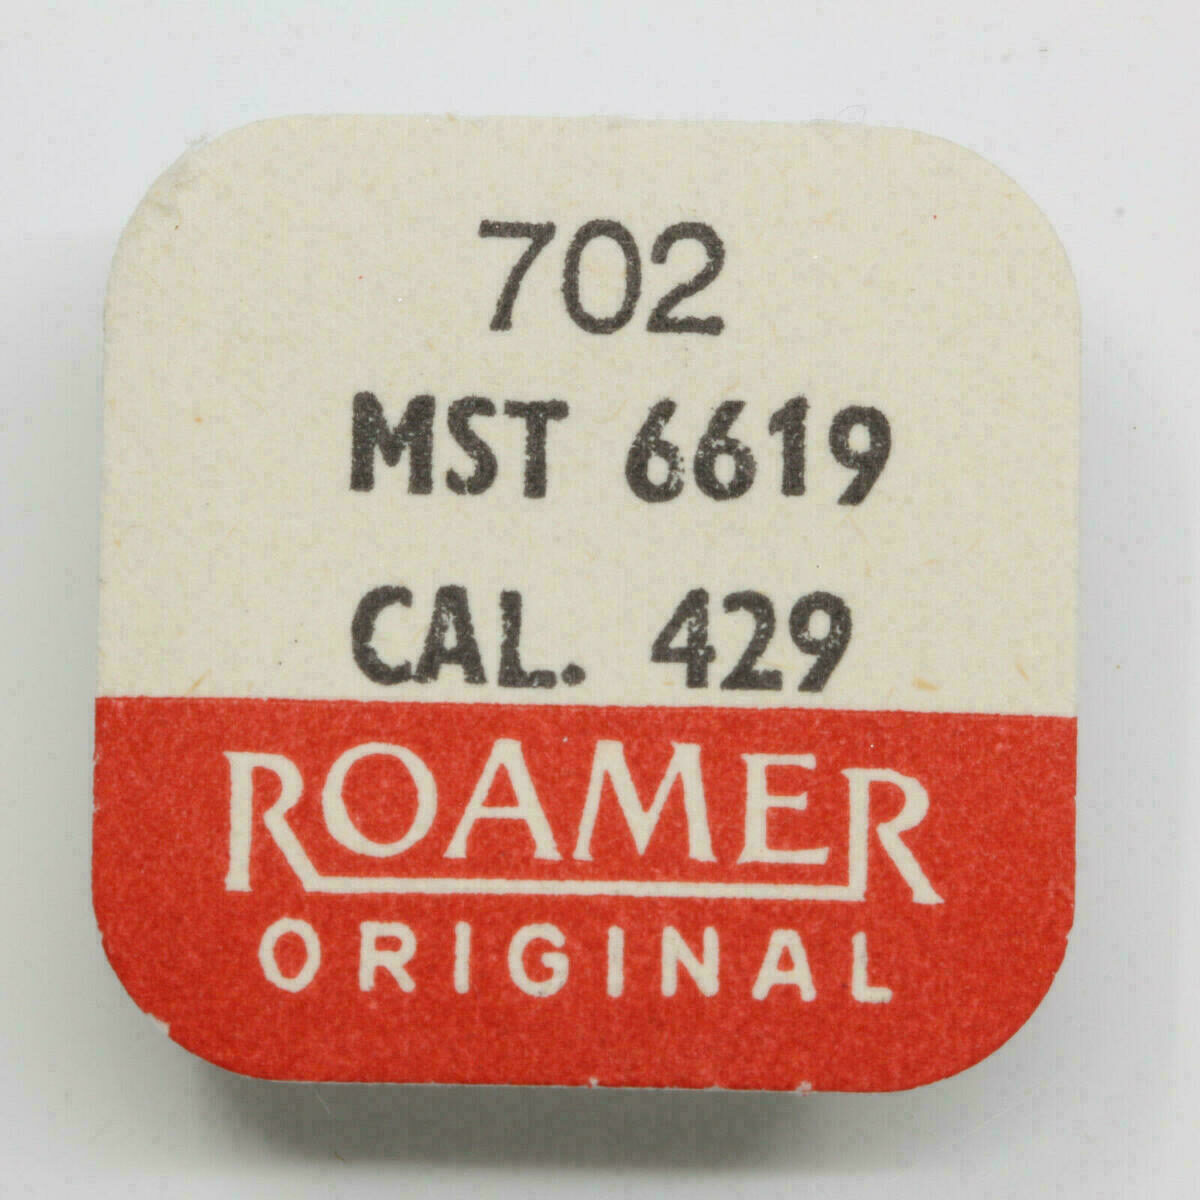 702
MST 6619
CAL. 429
ROAMER
ORIGINAL